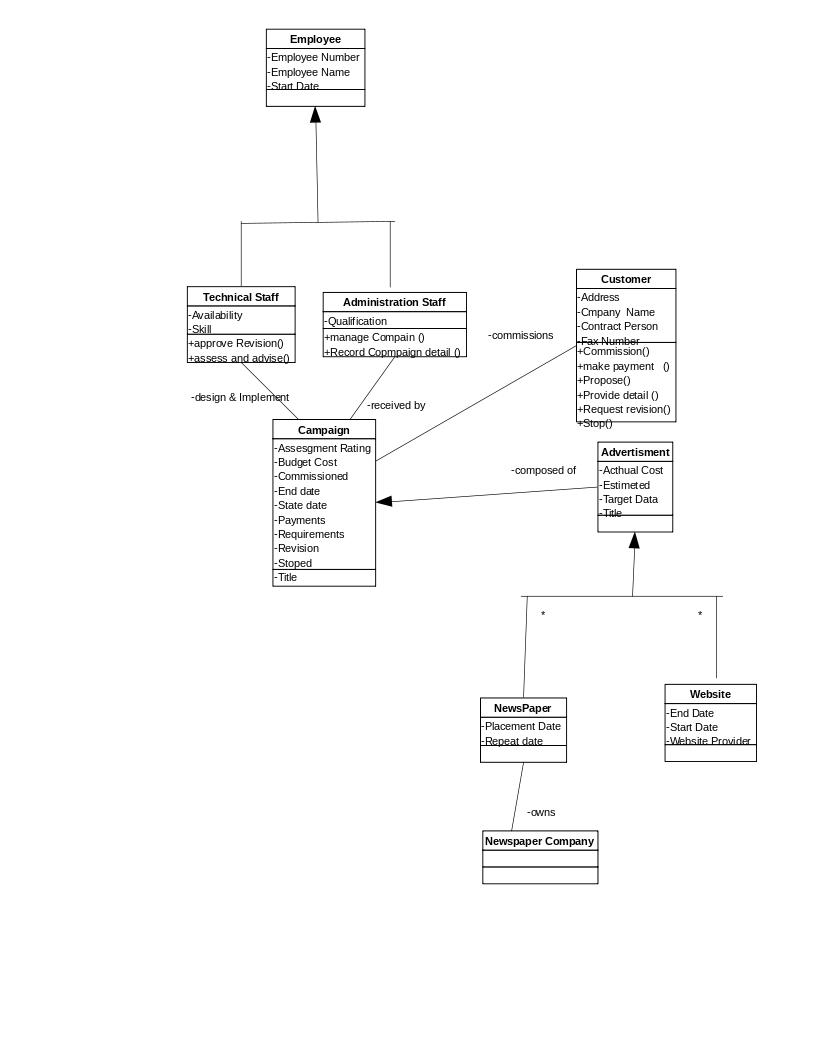 Employee
-Employee Number
-Employee Name
-Start Date
Technical Staff
-Availability
-Skill
+approve Revision()
+assess and advise()
Administration Staff
-Qualification
+manage Compain ()
+Record Copmpaign detail ()
Customer
-Address
-Cmpany  Name
-Contract Person
-Fax Number
+Commission()
+make payment   ()
+Propose()
+Provide detail ()
+Request revision()
+Stop()
-commissions
-design & Implement
-received by
Campaign
-Assesgment Rating
-Budget Cost
-Commissioned
-End date
-State date
-Payments
-Requirements
-Revision
-Stoped
-Title
-composed of
Advertisment
-Acthual Cost
-Estimeted
-Target Data
-Title
*
*
NewsPaper
-Placement Date
-Repeat date
Website
-End Date
-Start Date
-Website Provider
-owns
Newspaper Company